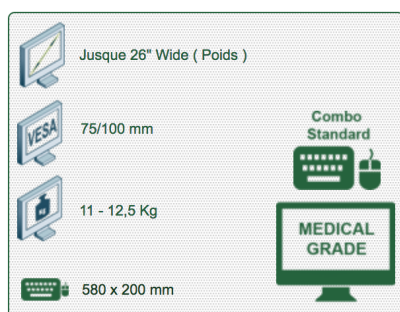 Jusque 26" Wide ( Poids )
VESA
75/100 mm
Combo
Standard
KG
11 - 12,5 Kg
MEDICAL
GRADE
580 x 200 mm